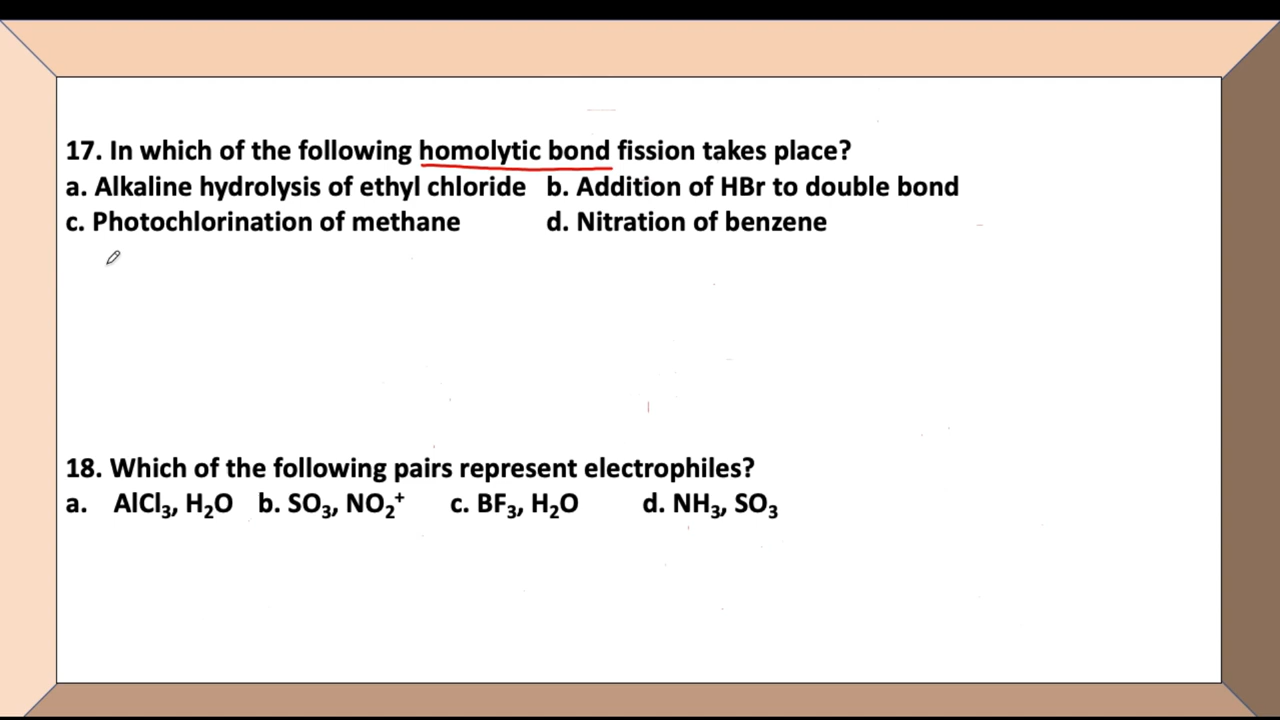 17. In which of the following homolytic bond fission takes place?
a. Alkaline hydrolysis of ethyl chloride b. Addition of HBr to double bond
c. Photochlorination of methane d. Nitration of benzene
18. Which of the following pairs represent electrophiles?
a. AlCl₃, H₂O b. SO₃, NO₂⁺ c. BF₃, H₂O d. NH₃, SO₃